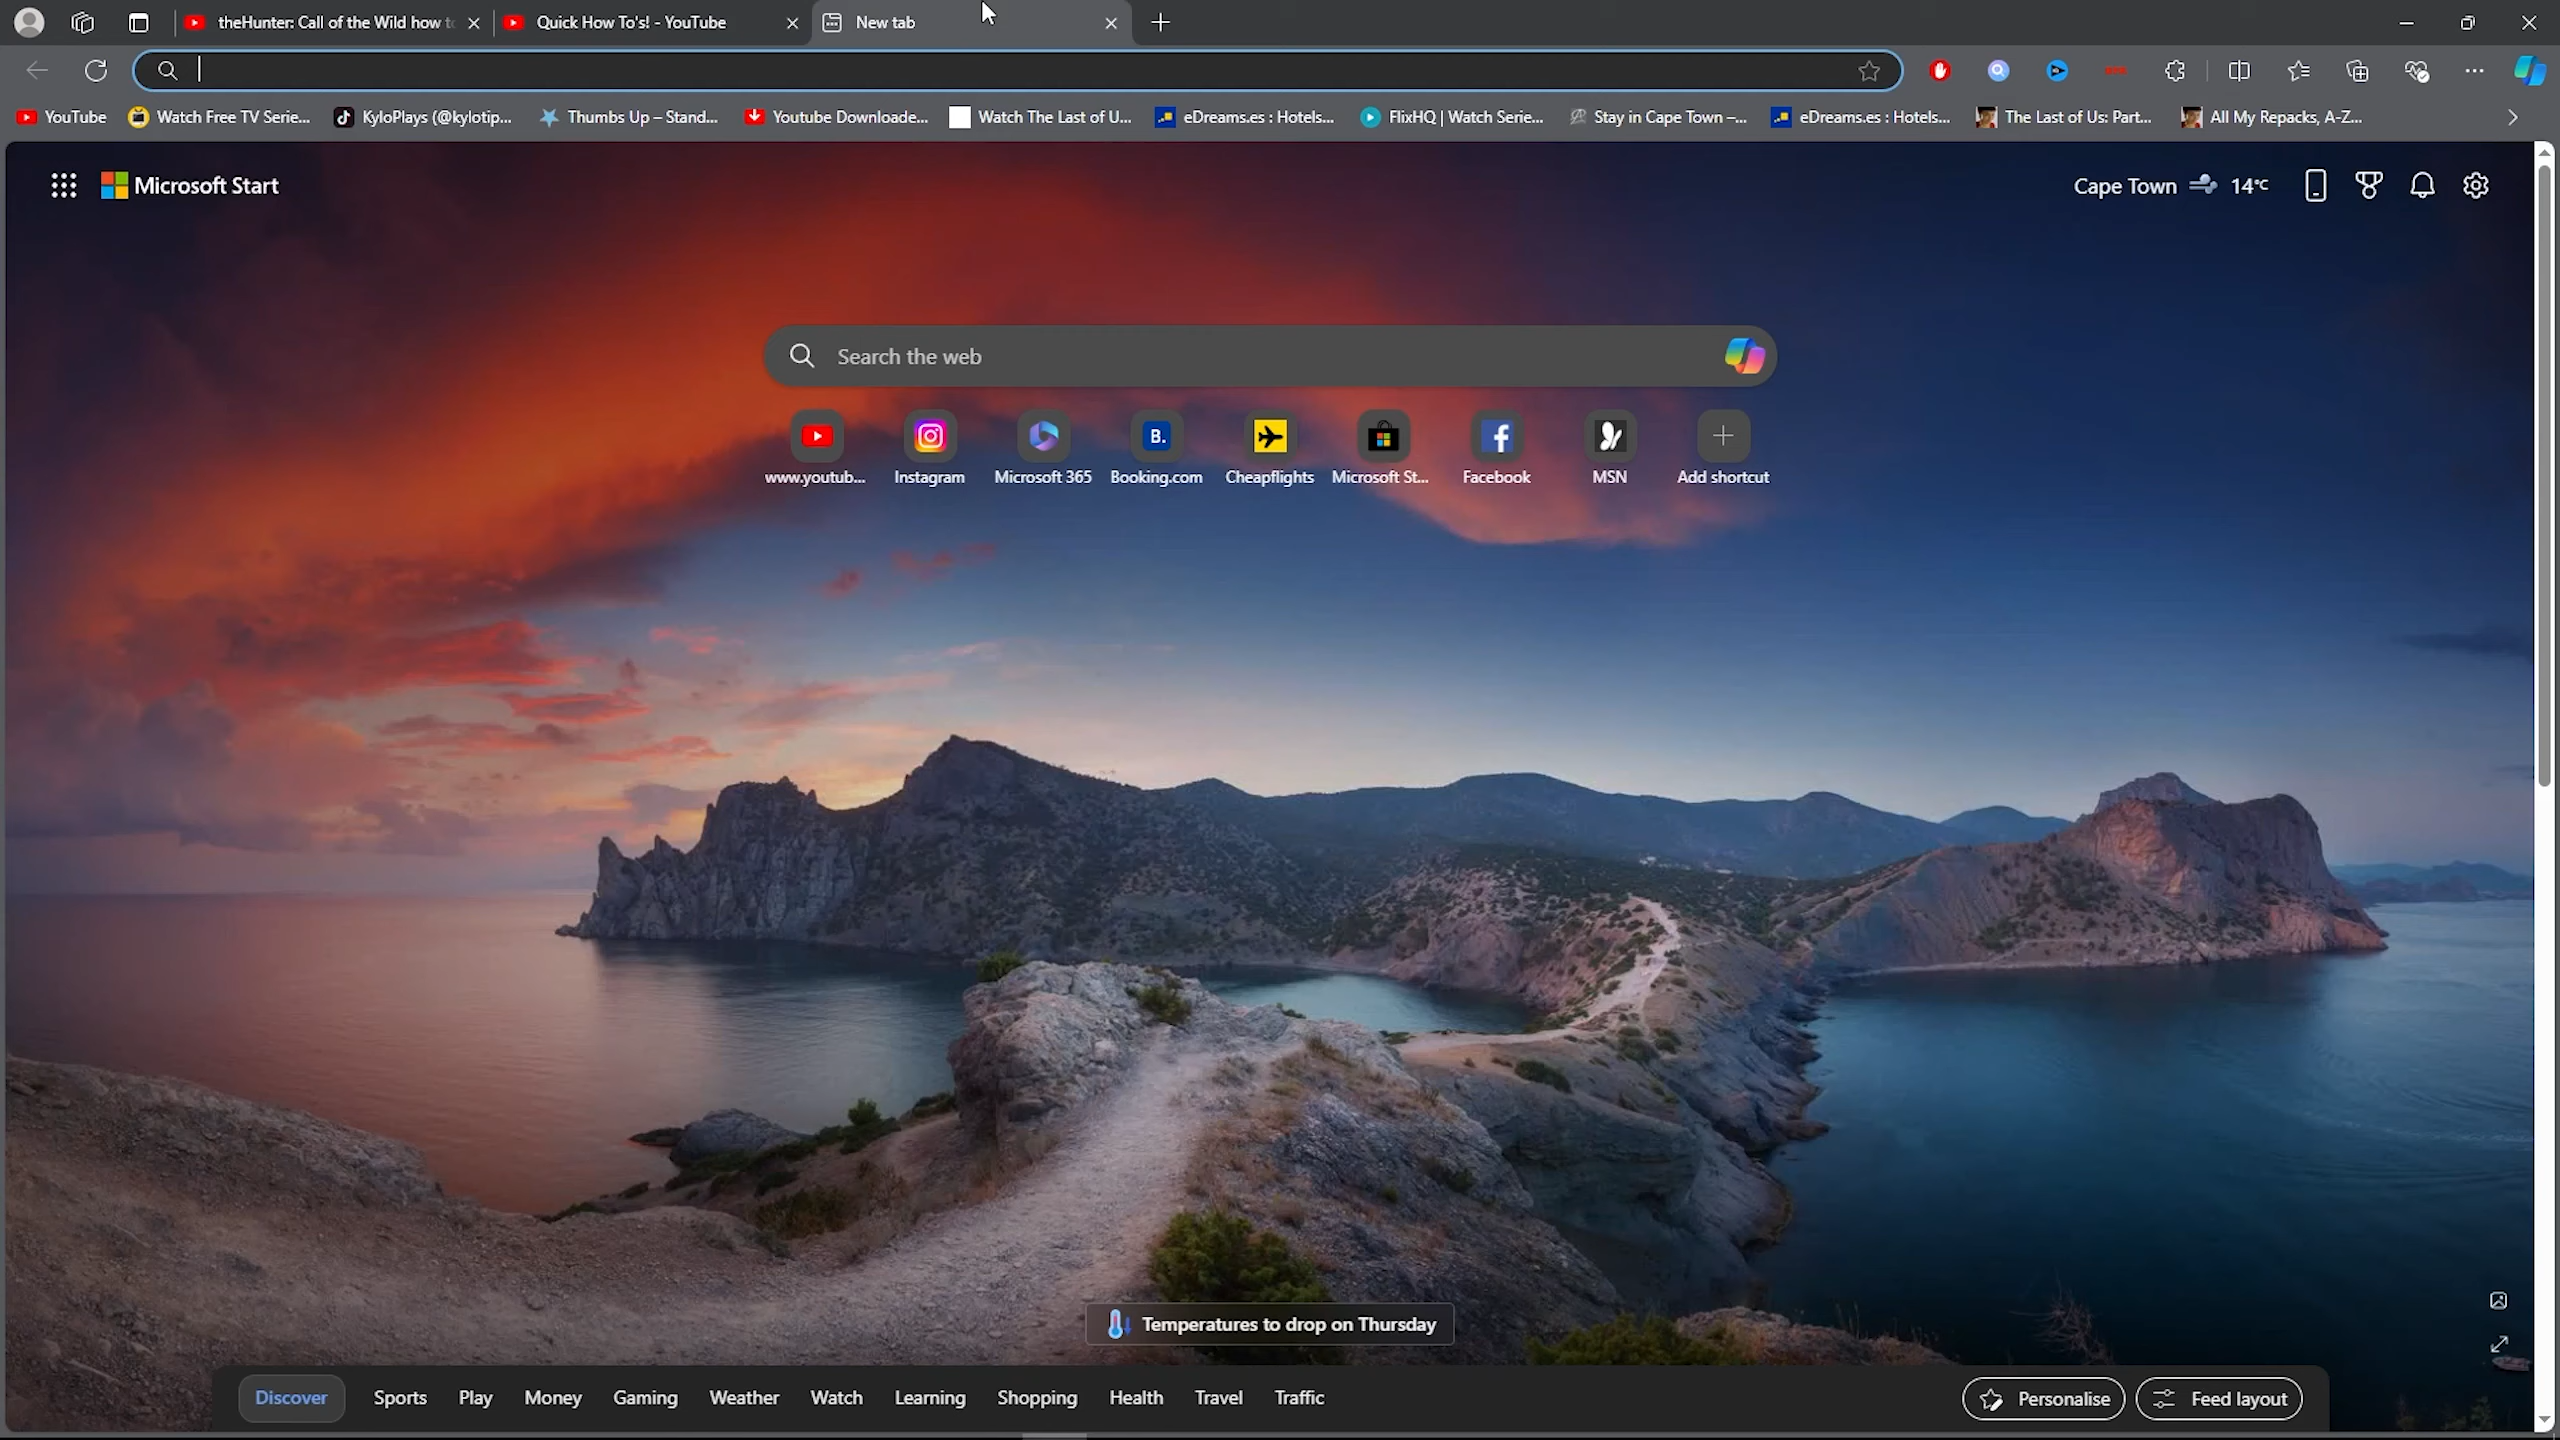 theHunter: Call of the Wild how to
Quick How To's! - YouTube
New tab
YouTube
Watch Free TV Serie...
KyloPlays (@kylotip...
Thumbs Up – Stand...
Youtube Downloade...
Watch The Last of U...
eDreams.es : Hotels...
FlixHQ | Watch Serie...
Stay in Cape Town –...
eDreams.es : Hotels...
The Last of Us: Part...
All My Repacks, A-Z...
Microsoft Start
Cape Town
14°C
Search the web
B.
www.youtub...
Instagram
Microsoft 365
Booking.com
Cheapflights
Microsoft St...
Facebook
MSN
Add shortcut
Temperatures to drop on Thursday
Discover
Sports
Play
Money
Gaming
Weather
Watch
Learning
Shopping
Health
Travel
Traffic
Personalise
Feed layout